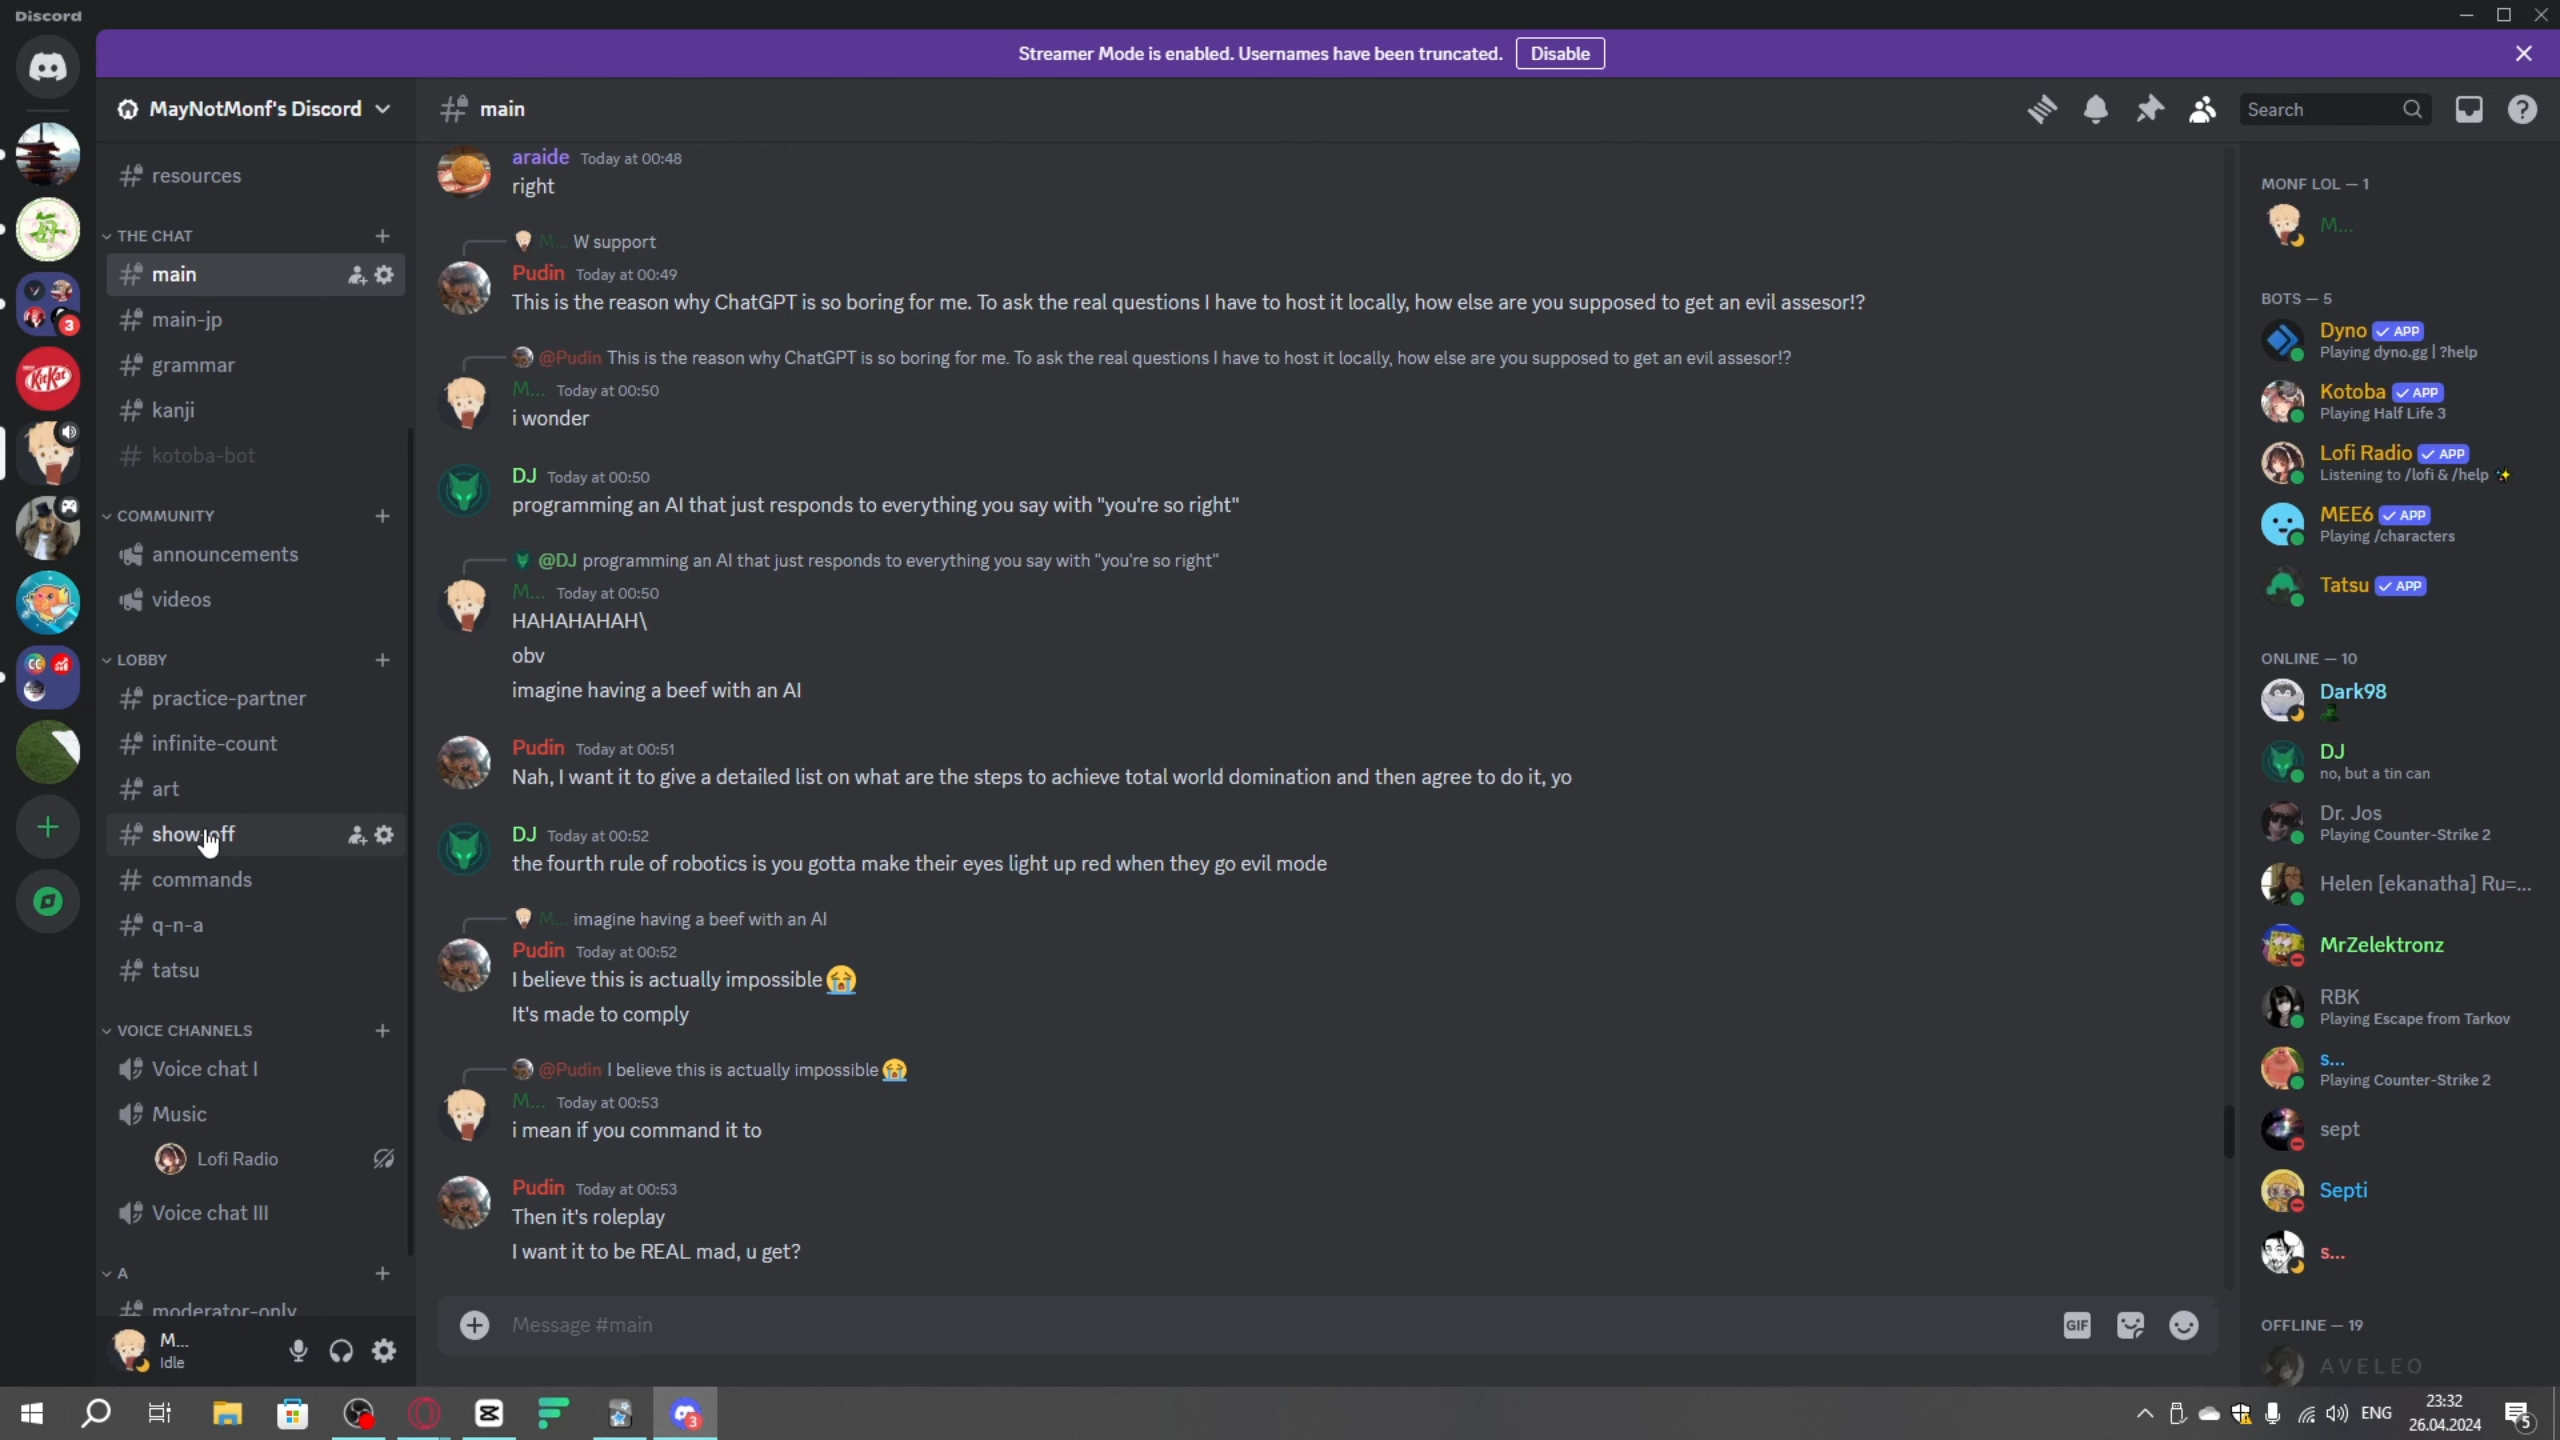 Discord
Streamer Mode is enabled. Usernames have been truncated. Disable
MayNotMonf's Discord
main
Search
resources
THE CHAT
main
main-jp
grammar
kanji
kotoba-bot
COMMUNITY
announcements
videos
LOBBY
practice-partner
infinite-count
art
show-off
commands
q-n-a
tatsu
VOICE CHANNELS
Voice chat I
Music
Lofi Radio
Voice chat III
A
moderator-only
M...
Idle
araide Today at 00:48
right
M... W support
Pudin Today at 00:49
This is the reason why ChatGPT is so boring for me. To ask the real questions I have to host it locally, how else are you supposed to get an evil assesor!?
@Pudin This is the reason why ChatGPT is so boring for me. To ask the real questions I have to host it locally, how else are you supposed to get an evil assesor!?
M... Today at 00:50
i wonder
DJ Today at 00:50
programming an AI that just responds to everything you say with "you're so right"
@DJ programming an AI that just responds to everything you say with "you're so right"
M... Today at 00:50
HAHAHAHAH\
obv
imagine having a beef with an AI
Pudin Today at 00:51
Nah, I want it to give a detailed list on what are the steps to achieve total world domination and then agree to do it, yo
DJ Today at 00:52
the fourth rule of robotics is you gotta make their eyes light up red when they go evil mode
M... imagine having a beef with an AI
Pudin Today at 00:52
I believe this is actually impossible 😭
It's made to comply
@Pudin I believe this is actually impossible 😭
M... Today at 00:53
i mean if you command it to
Pudin Today at 00:53
Then it's roleplay
I want it to be REAL mad, u get?
Message #main
GIF
MONF LOL — 1
M...
BOTS — 5
Dyno ✓ APP
Playing dyno.gg | ?help
Kotoba ✓ APP
Playing Half Life 3
Lofi Radio ✓ APP
Listening to /lofi & /help ✨
MEE6 ✓ APP
Playing /characters
Tatsu ✓ APP
ONLINE — 10
Dark98
DJ
no, but a tin can
Dr. Jos
Playing Counter-Strike 2
Helen [ekanatha] Ru=...
MrZelektronz
RBK
Playing Escape from Tarkov
s...
Playing Counter-Strike 2
sept
Septi
s...
OFFLINE — 19
AVELEO
KitKat
3
CC
3
ENG
23:32
26.04.2024
5